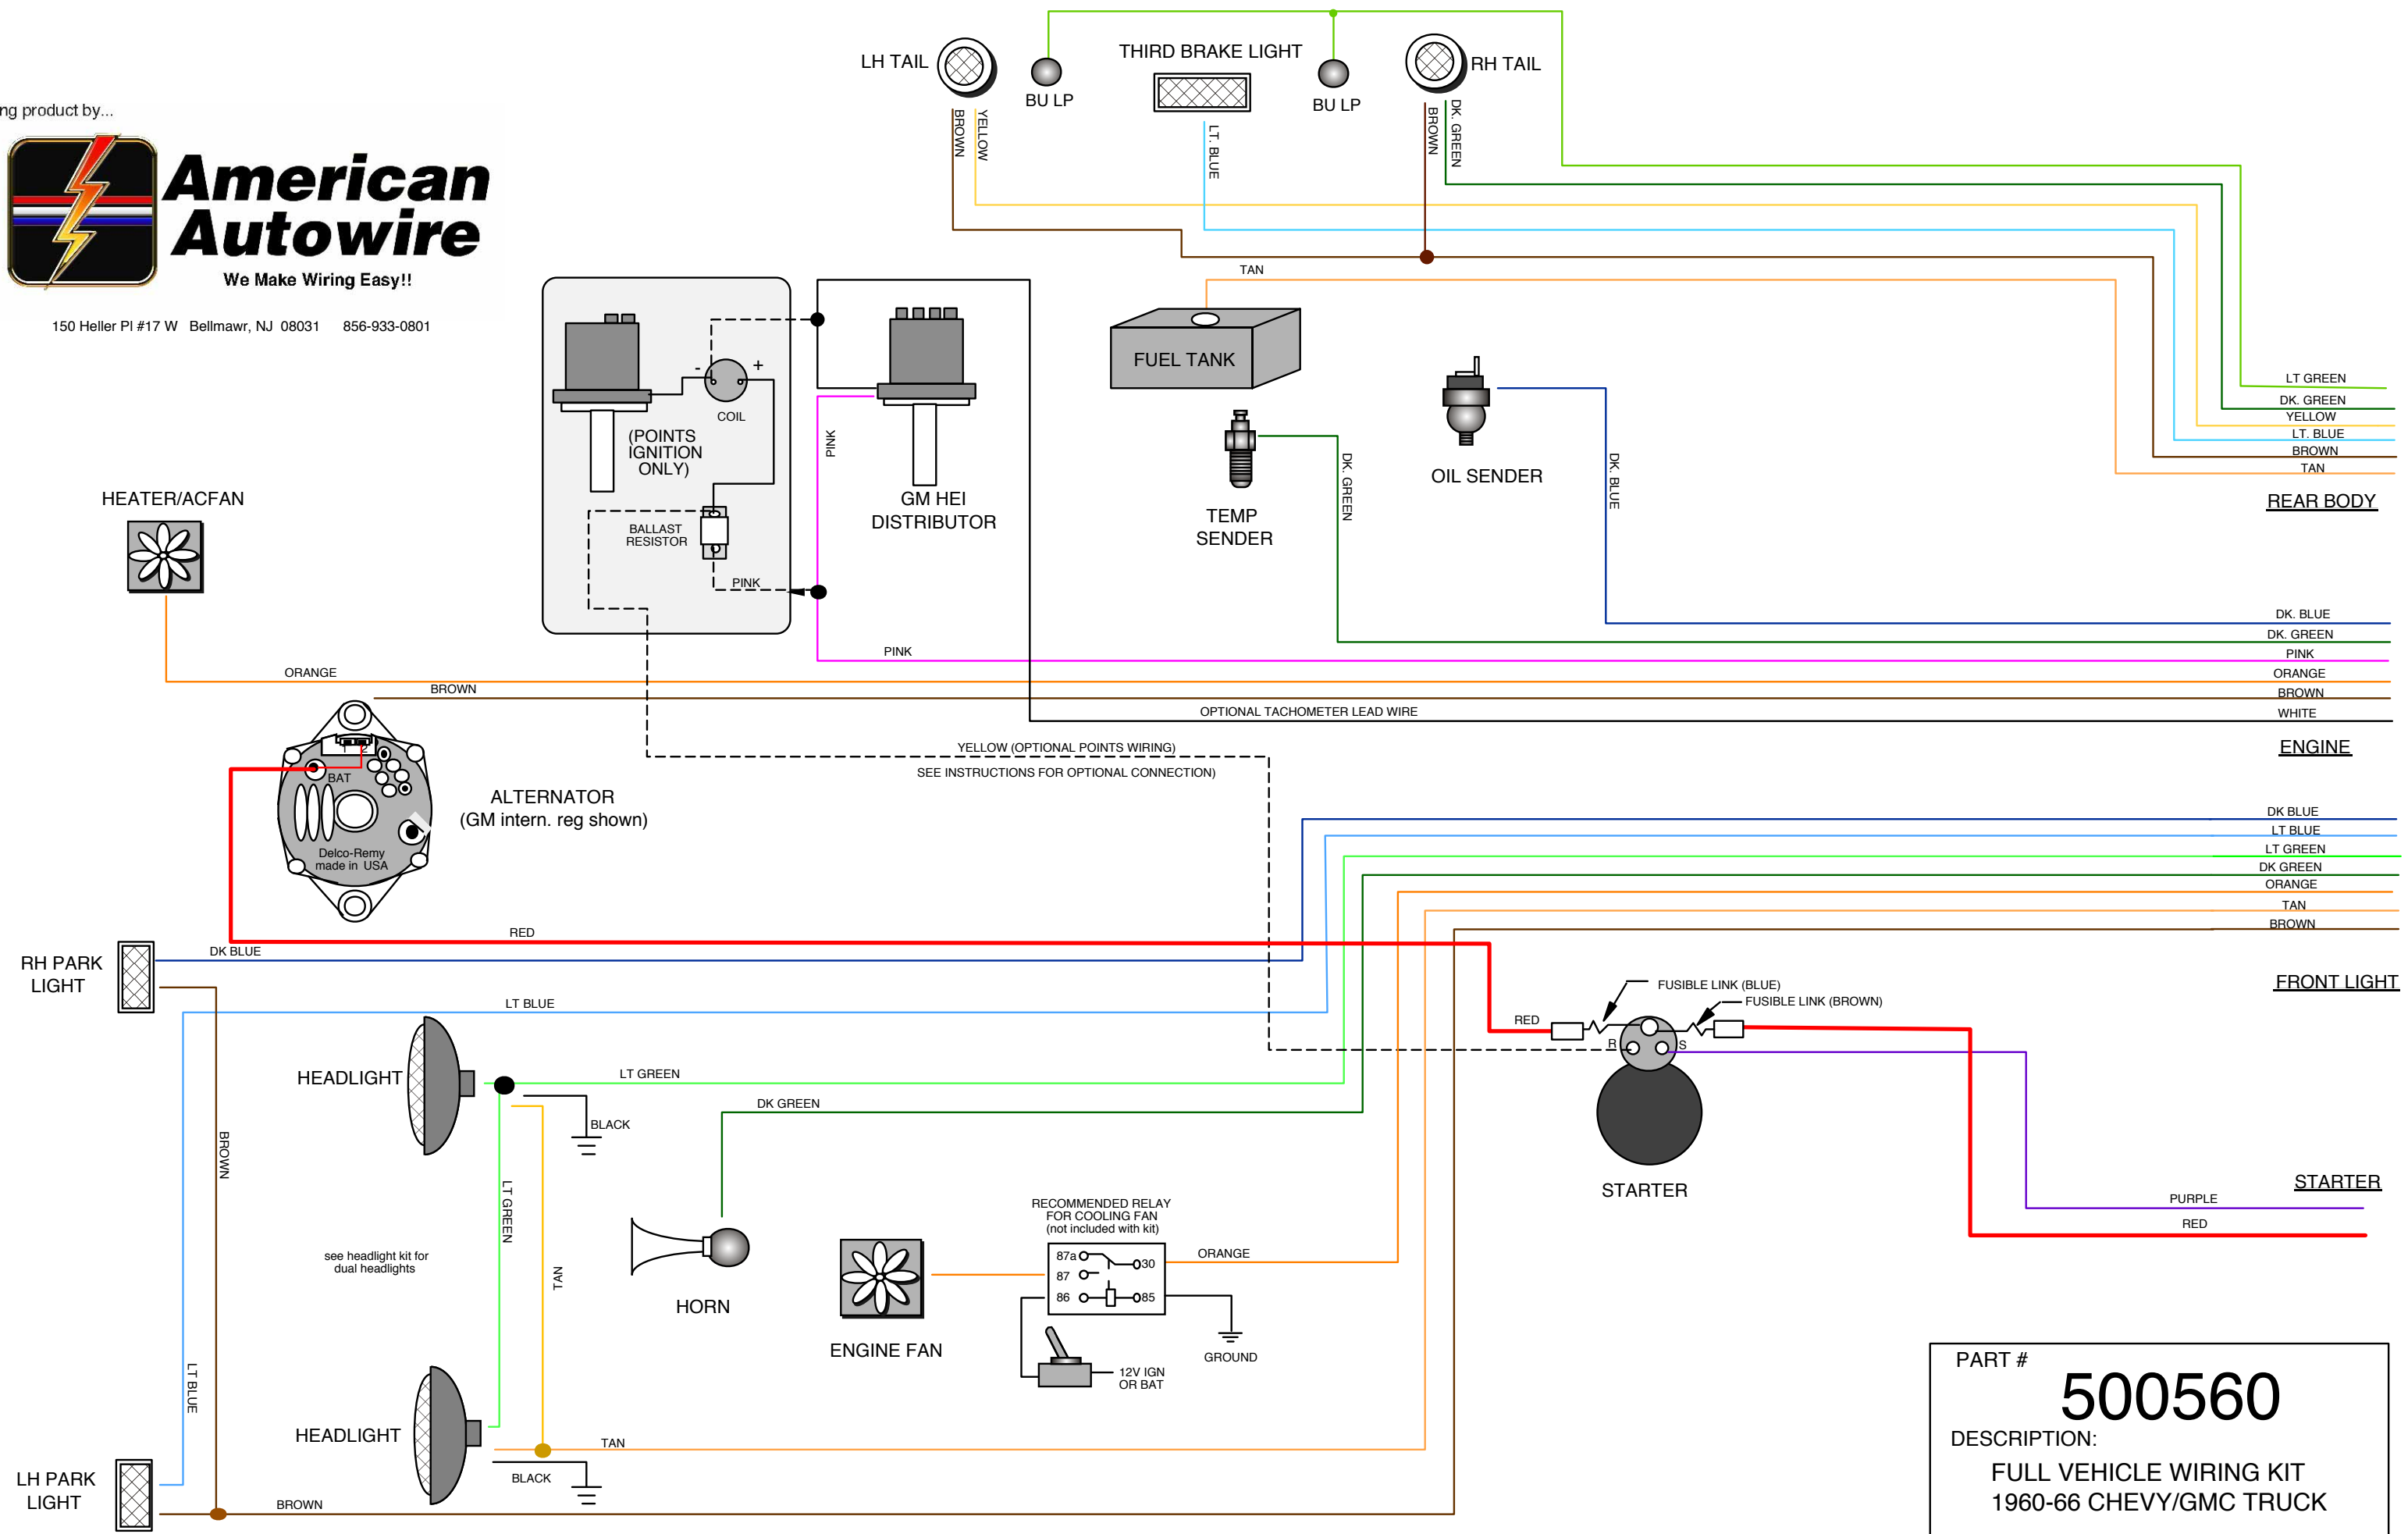 ng product by...
American
Autowire
We Make Wiring Easy!!
150 Heller Pl #17 W Bellmawr, NJ 08031 856-933-0801
LH TAIL
BU LP
THIRD BRAKE LIGHT
BU LP
RH TAIL
BROWN
YELLOW
LT. BLUE
BROWN
DK. GREEN
TAN
FUEL TANK
- +
COIL
(POINTS
IGNITION
ONLY)
BALLAST
RESISTOR
PINK
PINK
GM HEI
DISTRIBUTOR
TEMP
SENDER
DK. GREEN
OIL SENDER
DK. BLUE
LT GREEN
DK. GREEN
YELLOW
LT. BLUE
BROWN
TAN
REAR BODY
HEATER/ACFAN
ORANGE
BROWN
PINK
OPTIONAL TACHOMETER LEAD WIRE
DK. BLUE
DK. GREEN
PINK
ORANGE
BROWN
WHITE
ENGINE
YELLOW (OPTIONAL POINTS WIRING)
SEE INSTRUCTIONS FOR OPTIONAL CONNECTION)
1 2
BAT
Delco-Remy
made in USA
ALTERNATOR
(GM intern. reg shown)
DK BLUE
LT BLUE
LT GREEN
DK GREEN
ORANGE
TAN
BROWN
FRONT LIGHT
RED
RH PARK
LIGHT
DK BLUE
LT BLUE
FUSIBLE LINK (BLUE)
FUSIBLE LINK (BROWN)
RED
R
S
STARTER
HEADLIGHT
LT GREEN
BLACK
DK GREEN
BROWN
LT GREEN
TAN
see headlight kit for
dual headlights
HORN
ENGINE FAN
RECOMMENDED RELAY
FOR COOLING FAN
(not included with kit)
87a
30
87
86
85
ORANGE
GROUND
12V IGN
OR BAT
STARTER
PURPLE
RED
LT BLUE
HEADLIGHT
TAN
BLACK
LH PARK
LIGHT
BROWN
PART #
500560
DESCRIPTION:
FULL VEHICLE WIRING KIT
1960-66 CHEVY/GMC TRUCK